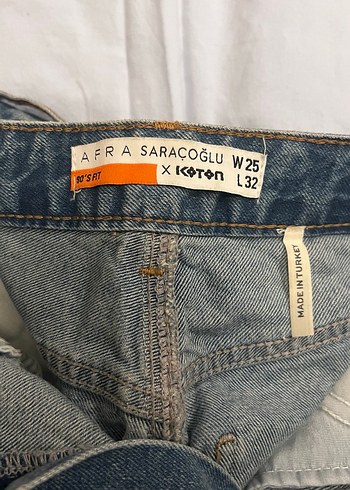 AFRA SARAÇOĞLU W25
90'S FIT X KOTON L32
MADE IN TURKEY